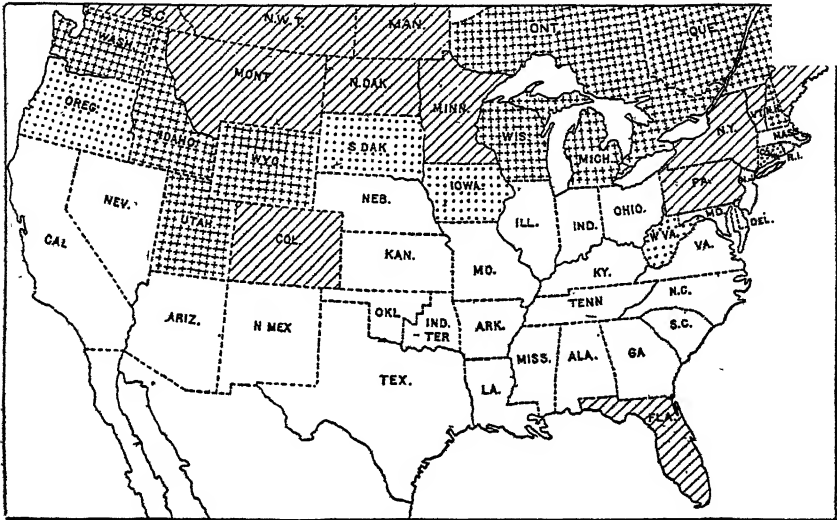 B.C.
N.W.T.
MAN.
ONT.
QUE.
WASH.
MONT
N.DAK
MINN.
OREG.
IDAHO
WYO.
S.DAK
WIS.
MICH.
N.Y.
VT.
N.H.
MASS.
R.I.
NEV.
UTAH.
COL.
NEB.
IOWA.
ILL.
IND.
OHIO.
PA.
N.J.
MD.
DEL.
W VA.
VA.
CAL
KAN.
MO.
KY.
ARIZ.
N MEX
OKL
IND.
TER
ARK.
TENN
N.C.
S.C.
TEX.
LA.
MISS.
ALA.
GA
FLA.